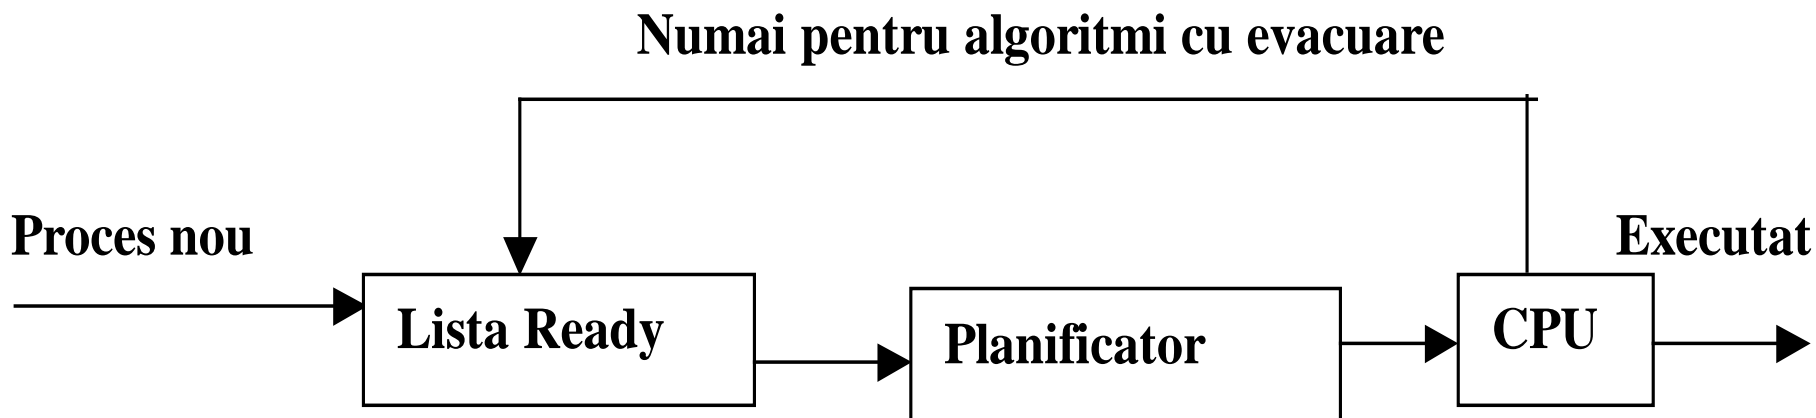 Numai pentru algoritmi cu evacuare
Proces nou
Executat
Lista Ready
Planificator
CPU